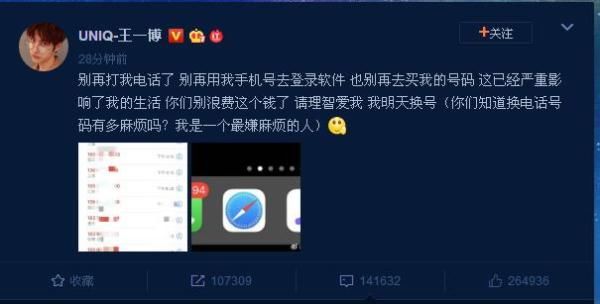 UNIQ-王一博
+关注
28分钟前
别再打我电话了 别再用我手机号去登录软件 也别再去买我的号码 这已经严重影
响了我的生活 你们别浪费这个钱了 请理智爱我 我明天换号（你们知道换电话号
码有多麻烦吗？我是一个最嫌麻烦的人）
94
收藏
107309
141632
264936